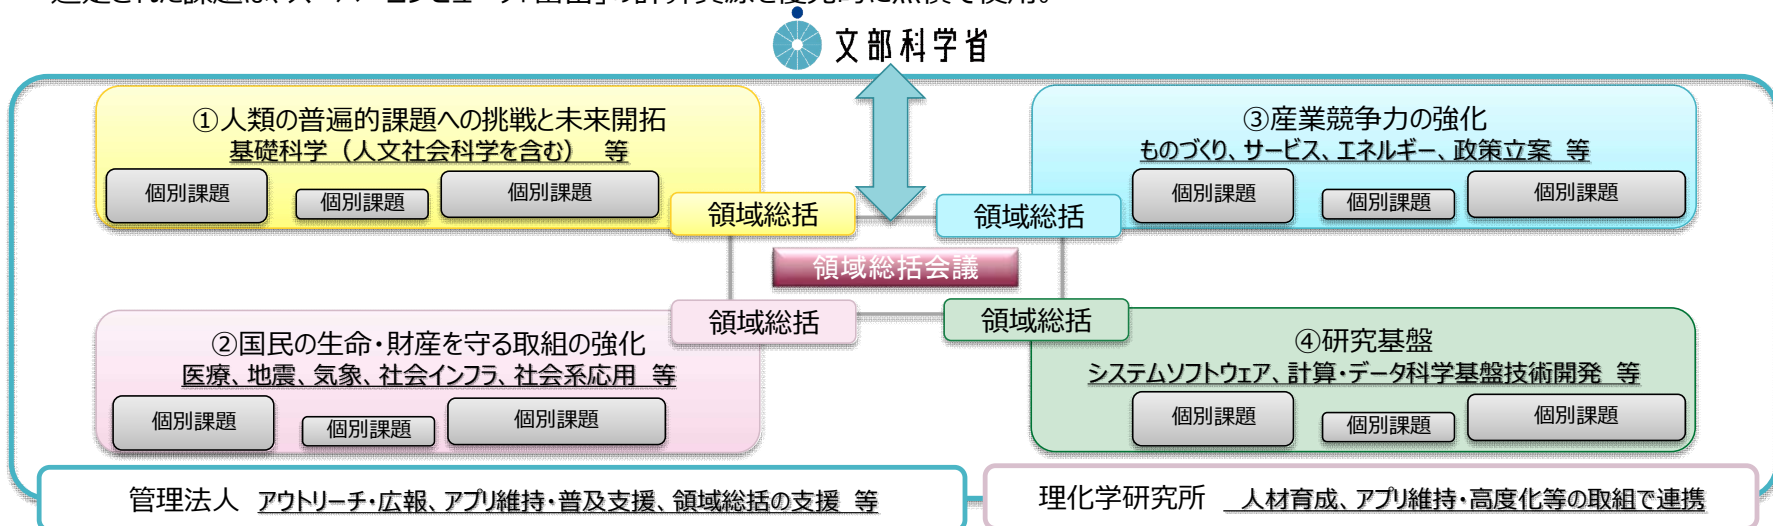 文部科学省
①人類の普遍的課題への挑戦と未来開拓
基礎科学（人文社会科学を含む） 等
個別課題
個別課題
個別課題
領域総括
③産業競争力の強化
ものづくり、サービス、エネルギー、政策立案 等
個別課題
個別課題
個別課題
領域総括
領域総括会議
②国民の生命・財産を守る取組の強化
医療、地震、気象、社会インフラ、社会系応用 等
個別課題
個別課題
個別課題
領域総括
④研究基盤
システムソフトウェア、計算・データ科学基盤技術開発 等
個別課題
個別課題
個別課題
領域総括
管理法人 アウトリーチ・広報、アプリ維持・普及支援、領域総括の支援 等
理化学研究所 人材育成、アプリ維持・高度化等の取組で連携